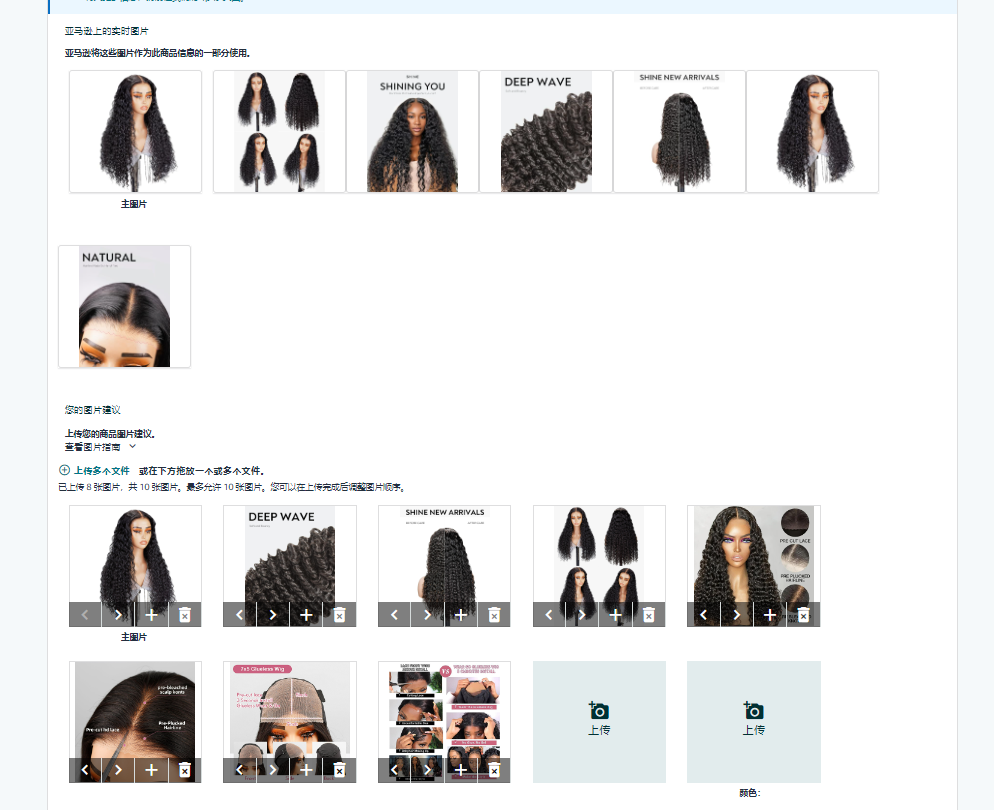 亚马逊上的实时图片
亚马逊将这些图片作为此商品信息的一部分使用。
SHINING YOU
DEEP WAVE
SHINE NEW ARRIVALS
主图片
NATURAL
您的图片建议
上传您的商品图片建议。
查看图片指南
上传多个文件 或在下方拖放一个或多个文件。
已上传 8 张图片，共 10 张图片。最多允许 10 张图片。您可以在上传完成后调整图片顺序。
DEEP WAVE
SHINE NEW ARRIVALS
PRE CUT LACE
PRE PLUCKED
HAIRLINE
主图片
pre-bleached
scalp knots
Pre-Plucked
Hairline
Pre-cut hd lace
7x5 Glueless Wig
VS
上传
上传
颜色：